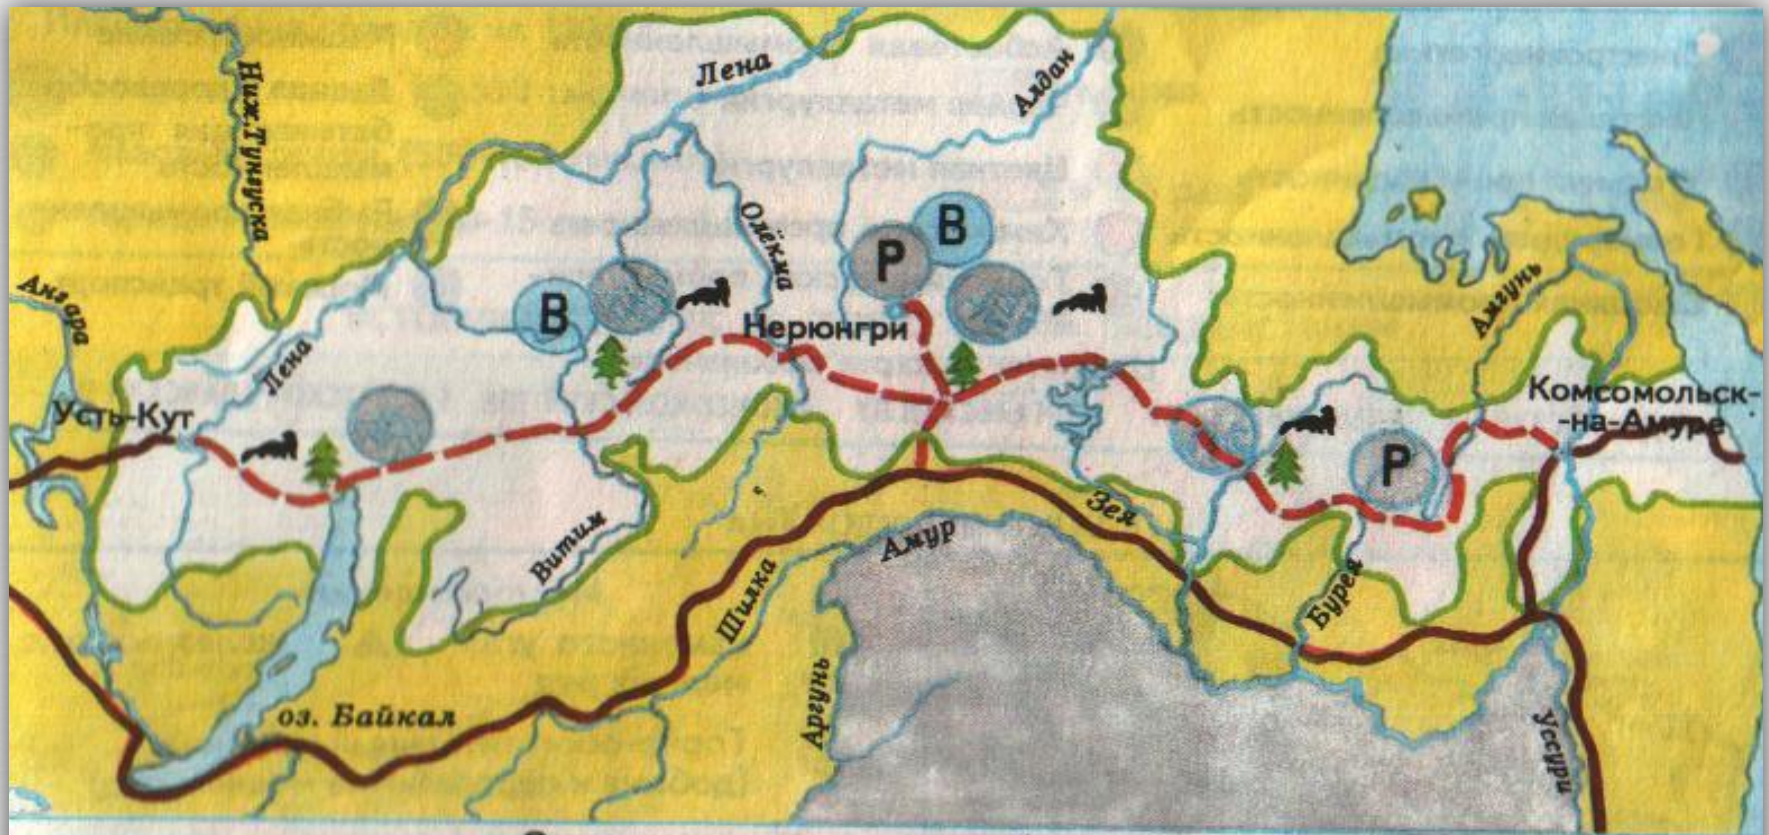 Ниж. Тунгуска
Лена
Алдан
Олёкма
В
Р
Ангара
В
Нерюнгри
Амгунь
Лена
Усть-Кут
Комсомольск-
-на-Амуре
Р
Зея
Витим
Амур
Шилка
Бурея
Аргунь
оз. Байкал
Уссури